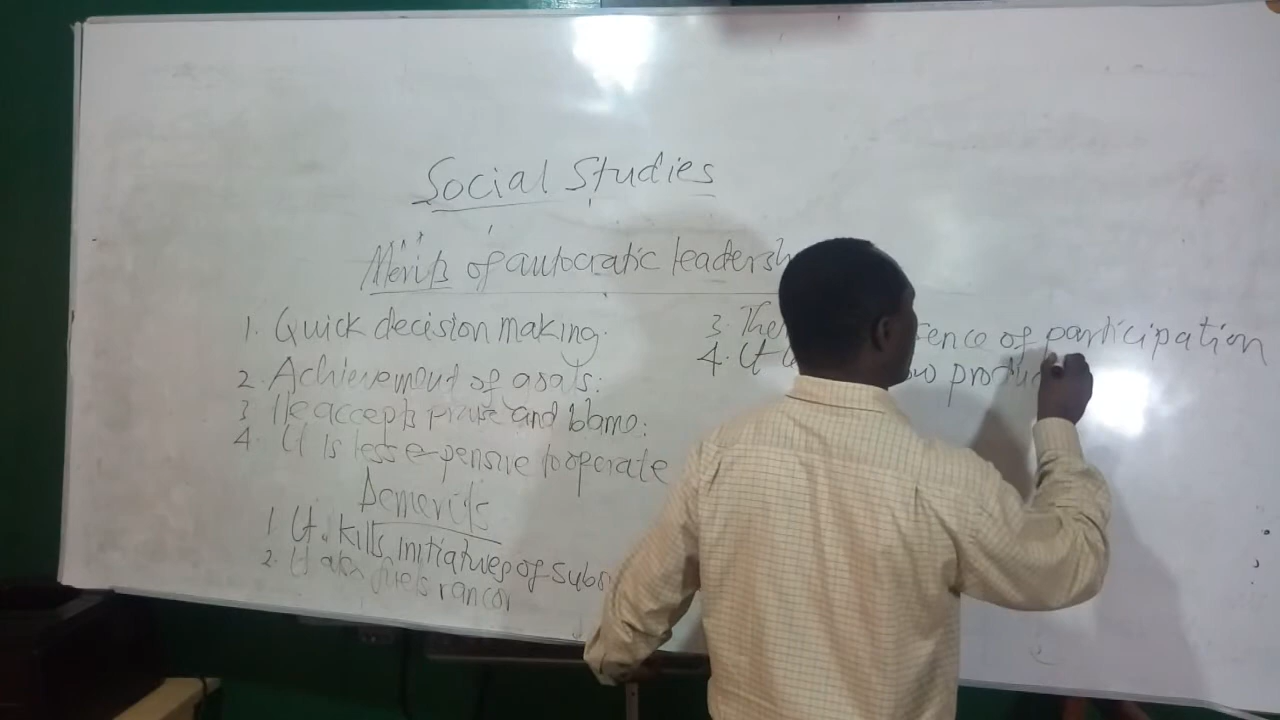 Social Studies
Merits of autocratic leadersh
1. Quick decision making.
2. Achievement of goals.
3 He accepts praise and blame.
4. It is less expensive to operate
Demerits
1. It kills initiatives of subs
2. It also fuels rancor
3. The ence of participation
4. It produ